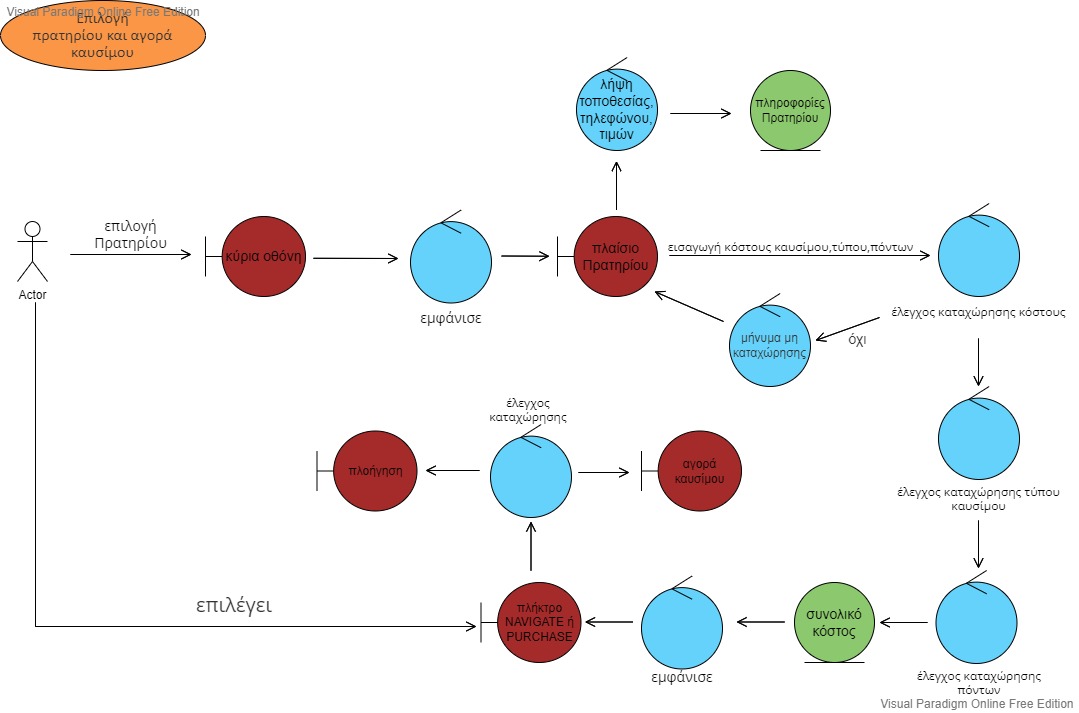 Visual Paradigm Online Free Edition
Επιλογή
πρατηρίου και αγορά
καυσίμου
λήψη
τοποθεσίας,
τηλεφώνου,
τιμών
πληροφορίες
Πρατηρίου
επιλογή
Πρατηρίου
Actor
κύρια οθόνη
εμφάνισε
πλαίσιο
Πρατηρίου
εισαγωγή κόστους καυσίμου,τύπου,πόντων
έλεγχος καταχώρησης κόστους
μήνυμα μη
καταχώρησης
όχι
έλεγχος
καταχώρησης
πλοήγηση
αγορά
καυσίμου
έλεγχος καταχώρησης τύπου
καυσίμου
επιλέγει
πλήκτρο
NAVIGATE ή
PURCHASE
εμφάνισε
συνολικό
κόστος
έλεγχος καταχώρησης
πόντων
Visual Paradigm Online Free Edition